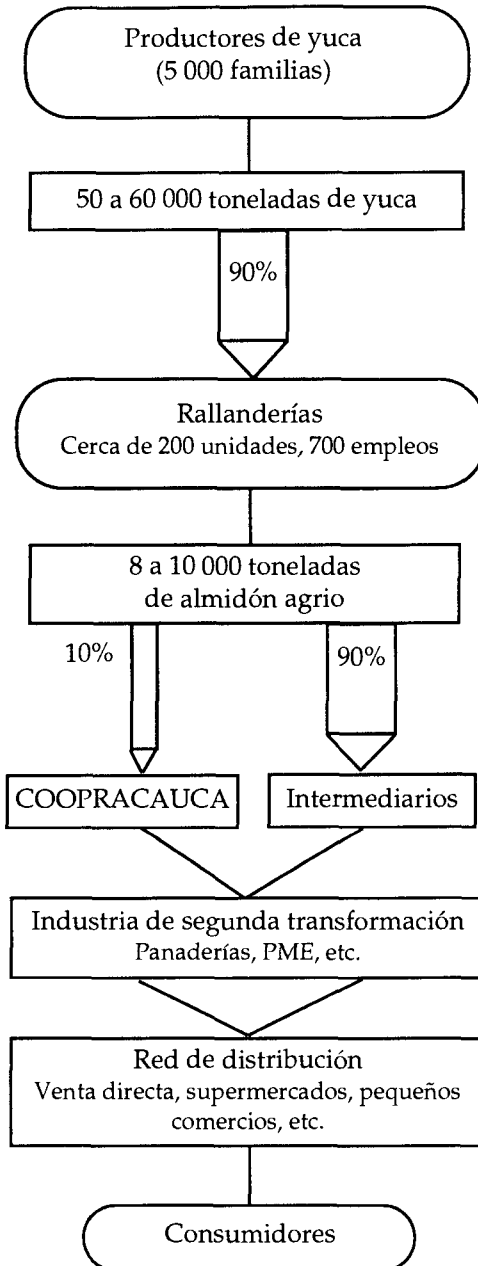 Productores de yuca
(5 000 familias)
50 a 60 000 toneladas de yuca
90%
Rallanderías
Cerca de 200 unidades, 700 empleos
8 a 10 000 toneladas
de almidón agrio
10%
90%
COOPRACAUCA
Intermediarios
Industria de segunda transformación
Panaderías, PME, etc.
Red de distribución
Venta directa, supermercados, pequeños
comercios, etc.
Consumidores